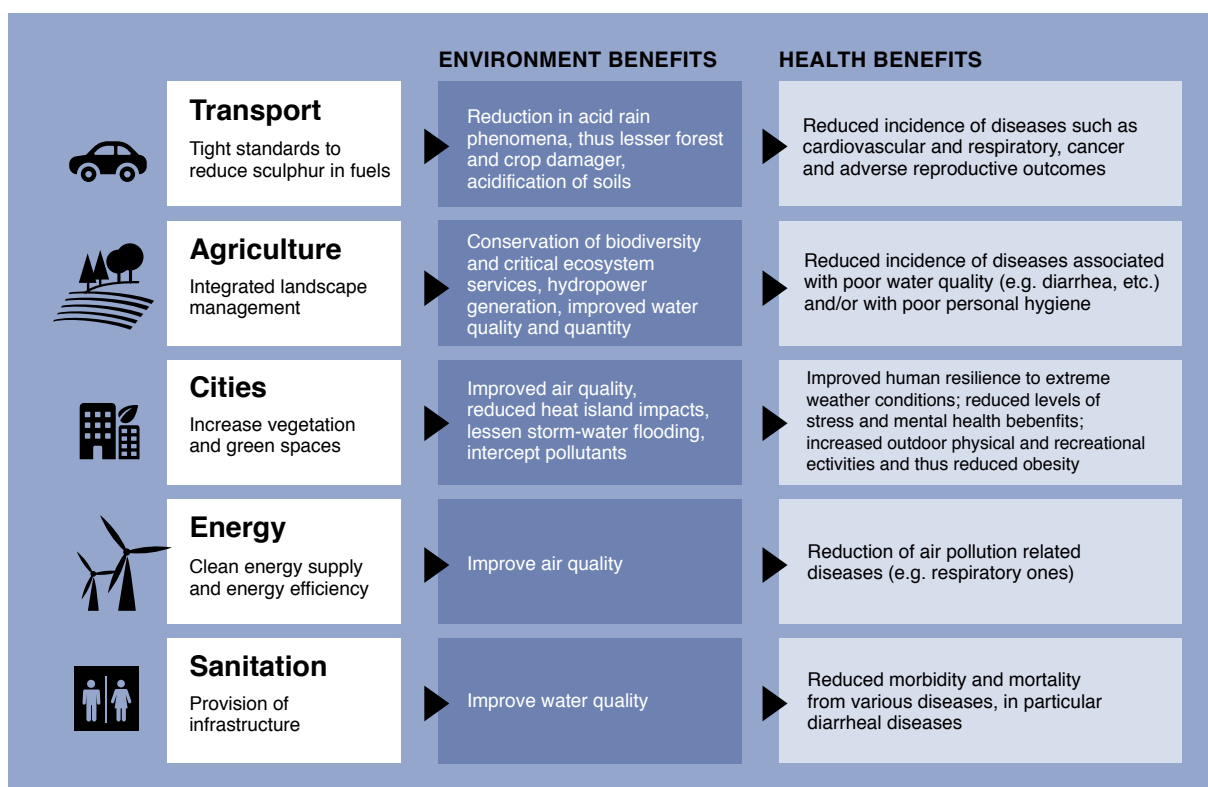 ENVIRONMENT BENEFITS
HEALTH BENEFITS
Transport
Tight standards to
reduce sculphur in fuels
Reduction in acid rain
phenomena, thus lesser forest
and crop damager,
acidification of soils
Reduced incidence of diseases such as
cardiovascular and respiratory, cancer
and adverse reproductive outcomes
Agriculture
Integrated landscape
management
Conservation of biodiversity
and critical ecosystem
services, hydropower
generation, improved water
quality and quantity
Reduced incidence of diseases associated
with poor water quality (e.g. diarrhea, etc.)
and/or with poor personal hygiene
Cities
Increase vegetation
and green spaces
Improved air quality,
reduced heat island impacts,
lessen storm-water flooding,
intercept pollutants
Improved human resilience to extreme
weather conditions; reduced levels of
stress and mental health bebenfits;
increased outdoor physical and recreational
ectivities and thus reduced obesity
Energy
Clean energy supply
and energy efficiency
Improve air quality
Reduction of air pollution related
diseases (e.g. respiratory ones)
Sanitation
Provision of
infrastructure
Improve water quality
Reduced morbidity and mortality
from various diseases, in particular
diarrheal diseases